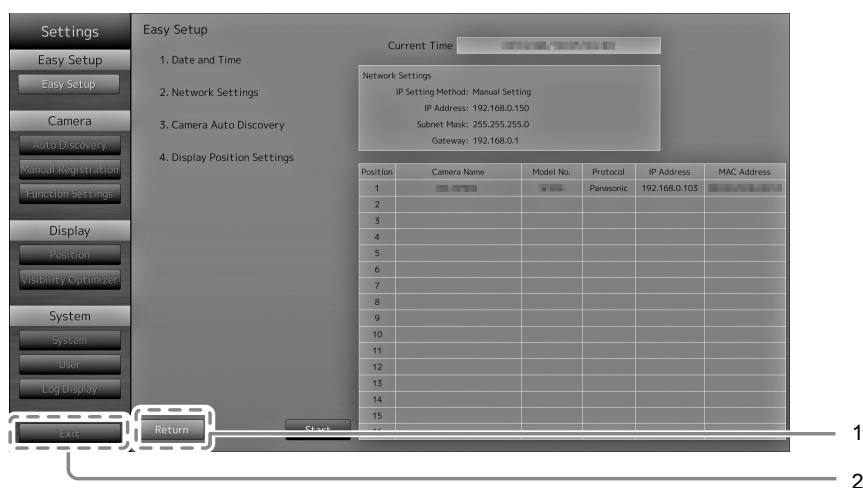 Settings
Easy Setup
Easy Setup
Camera
Auto Discovery
Manual Registration
Function Settings
Display
Position
Visibility Optimizer
System
System
User
Log Display
Exit
Easy Setup
1. Date and Time
2. Network Settings
3. Camera Auto Discovery
4. Display Position Settings
Return
Start
Current Time
Network Settings
IP Setting Method: Manual Setting
IP Address: 192.168.0.150
Subnet Mask: 255.255.255.0
Gateway: 192.168.0.1
Position Camera Name Model No. Protocol IP Address MAC Address
1 Panasonic 192.168.0.103
2
3
4
5
6
7
8
9
10
11
12
13
14
15
1
2